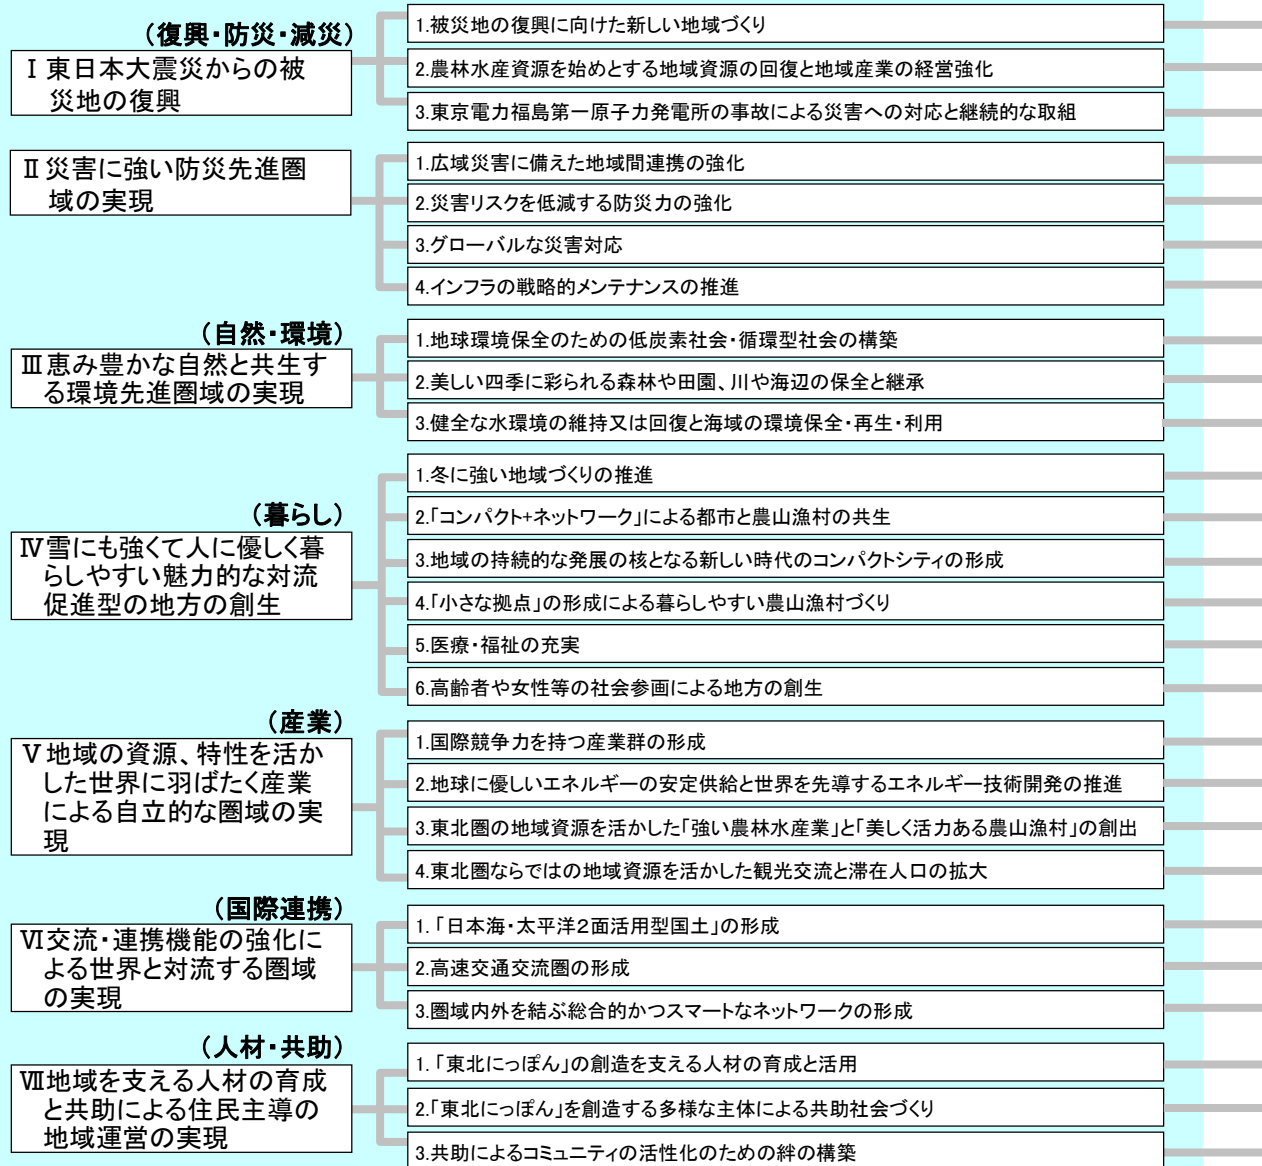 （復興・防災・減災）
Ⅰ東日本大震災からの被
災地の復興
1.被災地の復興に向けた新しい地域づくり
2.農林水産資源を始めとする地域資源の回復と地域産業の経営強化
3.東京電力福島第一原子力発電所の事故による災害への対応と継続的な取組
Ⅱ災害に強い防災先進圏
域の実現
1.広域災害に備えた地域間連携の強化
2.災害リスクを低減する防災力の強化
3.グローバルな災害対応
4.インフラの戦略的メンテナンスの推進
（自然・環境）
Ⅲ恵み豊かな自然と共生す
る環境先進圏域の実現
1.地球環境保全のための低炭素社会・循環型社会の構築
2.美しい四季に彩られる森林や田園、川や海辺の保全と継承
3.健全な水環境の維持又は回復と海域の環境保全・再生・利用
（暮らし）
Ⅳ雪にも強くて人に優しく暮
らしやすい魅力的な対流
促進型の地方の創生
1.冬に強い地域づくりの推進
2.「コンパクト+ネットワーク」による都市と農山漁村の共生
3.地域の持続的な発展の核となる新しい時代のコンパクトシティの形成
4.「小さな拠点」の形成による暮らしやすい農山漁村づくり
5.医療・福祉の充実
6.高齢者や女性等の社会参画による地方の創生
（産業）
Ⅴ地域の資源、特性を活か
した世界に羽ばたく産業
による自立的な圏域の実
現
1.国際競争力を持つ産業群の形成
2.地球に優しいエネルギーの安定供給と世界を先導するエネルギー技術開発の推進
3.東北圏の地域資源を活かした「強い農林水産業」と「美しく活力ある農山漁村」の創出
4.東北圏ならではの地域資源を活かした観光交流と滞在人口の拡大
（国際連携）
Ⅵ交流・連携機能の強化に
よる世界と対流する圏域
の実現
1.「日本海・太平洋２面活用型国土」の形成
2.高速交通交流圏の形成
3.圏域内外を結ぶ総合的かつスマートなネットワークの形成
（人材・共助）
Ⅶ地域を支える人材の育成
と共助による住民主導の
地域運営の実現
1.「東北にっぽん」の創造を支える人材の育成と活用
2.「東北にっぽん」を創造する多様な主体による共助社会づくり
3.共助によるコミュニティの活性化のための絆の構築